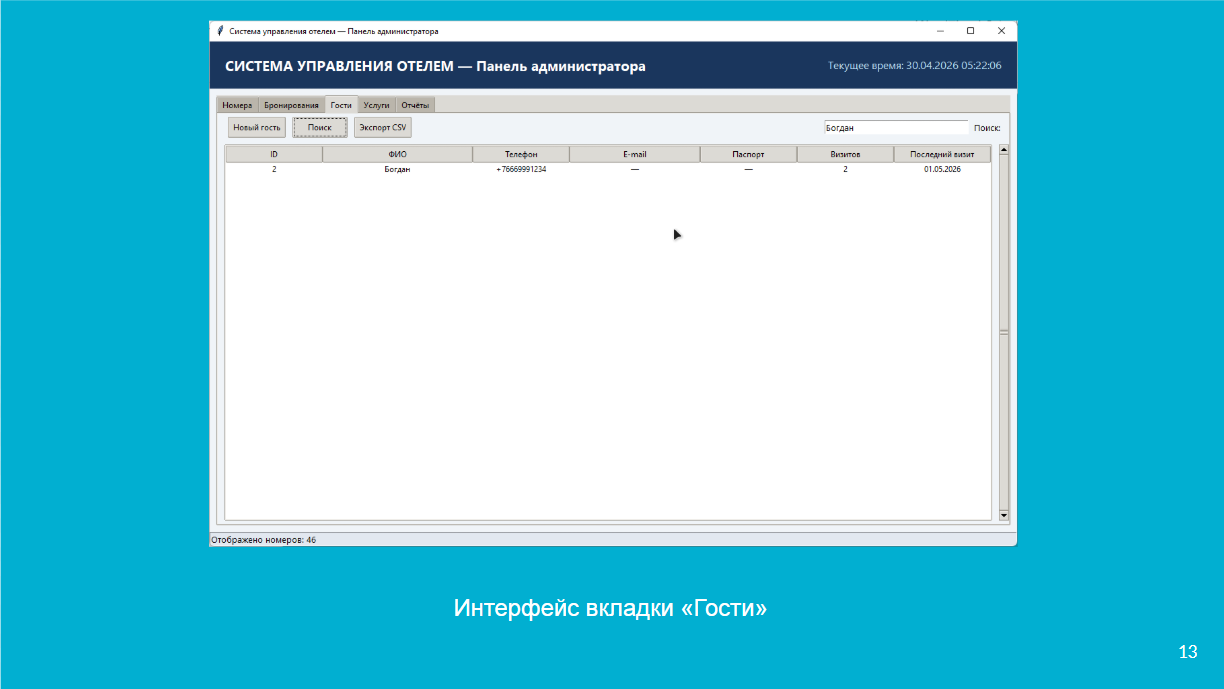 Система управления отелем — Панель администратора
СИСТЕМА УПРАВЛЕНИЯ ОТЕЛЕМ — Панель администратора
Текущее время: 30.04.2026 05:22:06
Номера Бронирования Гости Услуги Отчёты
Новый гость Поиск Экспорт CSV Богдан Поиск:
ID ФИО Телефон E-mail Паспорт Визитов Последний визит
2 Богдан +76669991234 — — 2 01.05.2026
Отображено номеров: 46
Интерфейс вкладки «Гости»
13